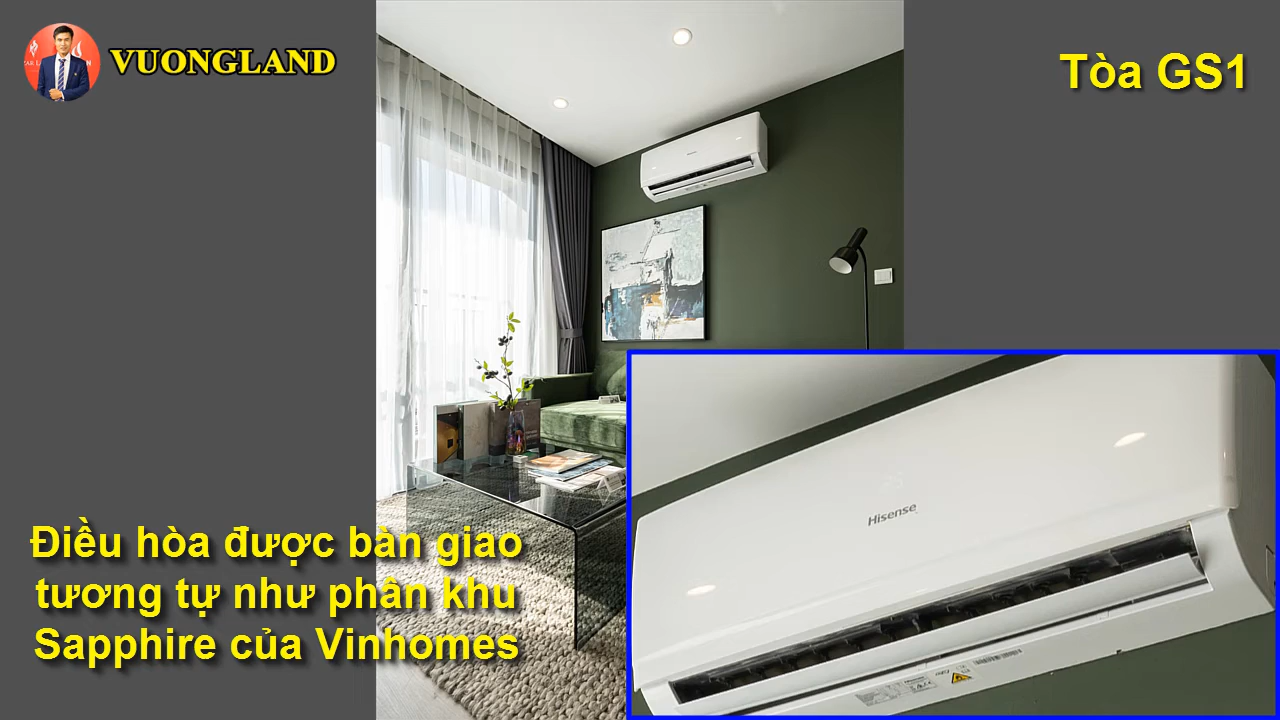 VUONGLAND
Tòa GS1
Hisense
Điều hòa được bàn giao
tương tự như phân khu
Sapphire của Vinhomes